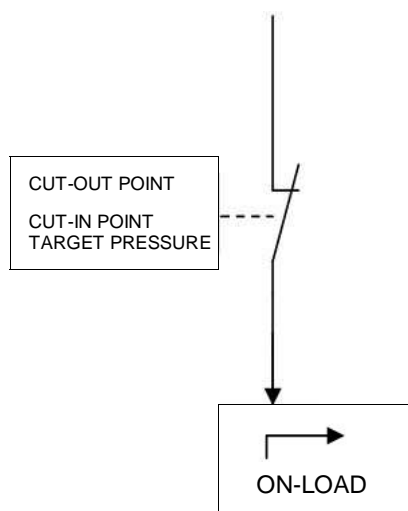 CUT-OUT POINT
CUT-IN POINT
TARGET PRESSURE
ON-LOAD